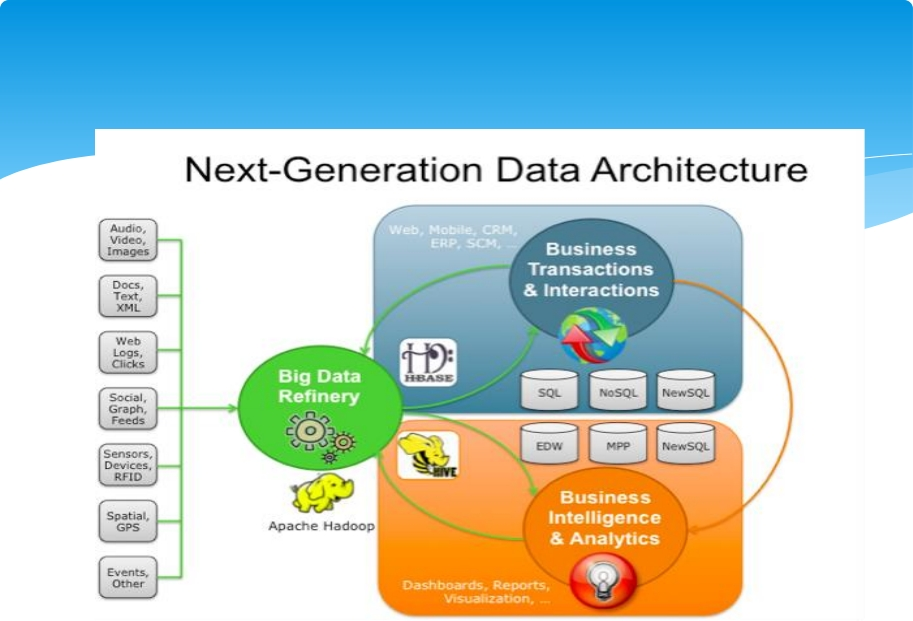 Next-Generation Data Architecture
Audio,
Video,
Images
Docs,
Text,
XML
Web
Logs,
Clicks
Social,
Graph,
Feeds
Sensors,
Devices,
RFID
Spatial,
GPS
Events,
Other
Big Data
Refinery
Apache Hadoop
Web, Mobile, CRM,
ERP, SCM, ...
Business
Transactions
& Interactions
HBASE
SQL
NoSQL
NewSQL
EDW
MPP
NewSQL
HIVE
Business
Intelligence
& Analytics
Dashboards, Reports,
Visualization, ...